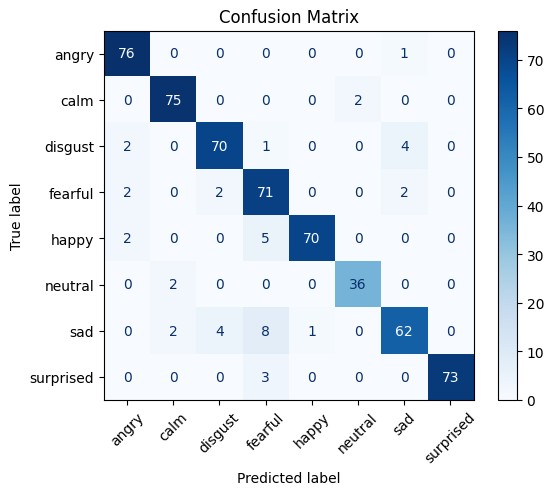 Confusion Matrix
True label
angry 76 0 0 0 0 0 1 0
calm 0 75 0 0 0 2 0 0
disgust 2 0 70 1 0 0 4 0
fearful 2 0 2 71 0 0 2 0
happy 2 0 0 5 70 0 0 0
neutral 0 2 0 0 0 36 0 0
sad 0 2 4 8 1 0 62 0
surprised 0 0 0 3 0 0 0 73
angry calm disgust fearful happy neutral sad surprised
Predicted label
70
60
50
40
30
20
10
0